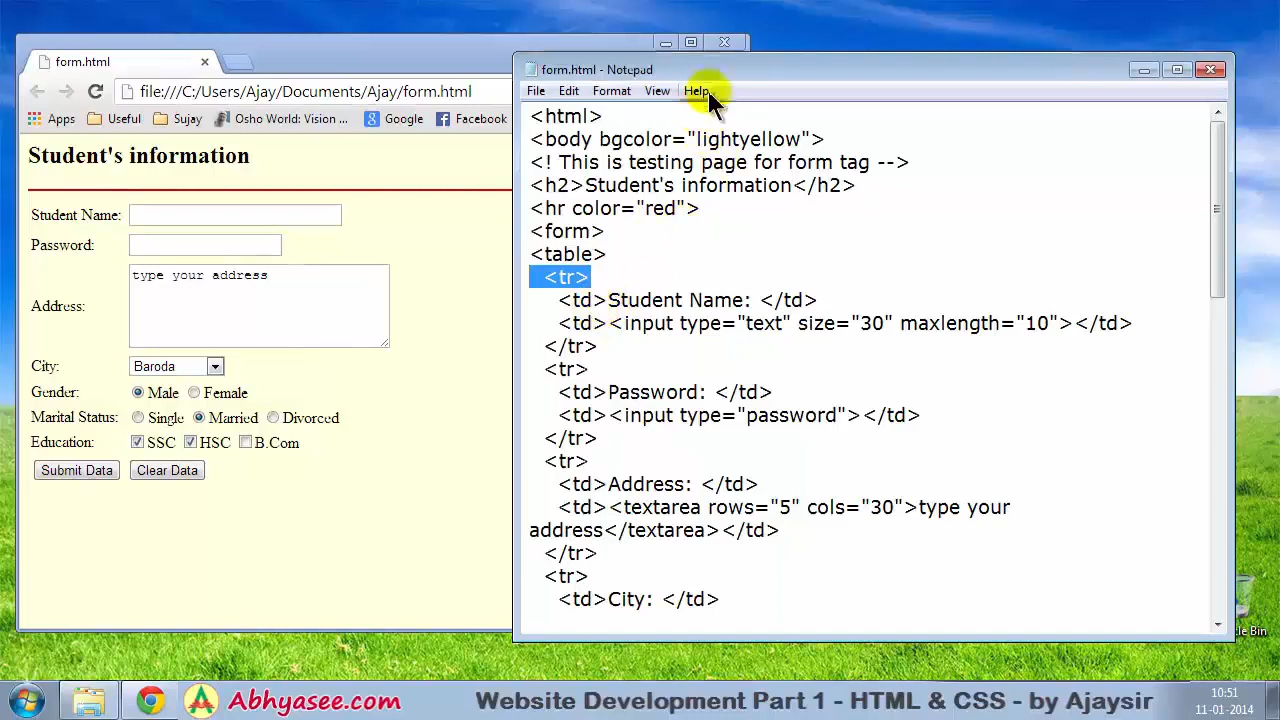 form.html
file:///C:/Users/Ajay/Documents/Ajay/form.html
Apps Useful Sujay Osho World: Vision ... Google Facebook
Student's information
Student Name:
Password:
type your address
Address:
City: Baroda
Gender: Male Female
Marital Status: Single Married Divorced
Education: SSC HSC B.Com
Submit Data Clear Data
form.html - Notepad
File Edit Format View Help
<html>
<body bgcolor="lightyellow">
<! This is testing page for form tag -->
<h2>Student's information</h2>
<hr color="red">
<form>
<table>
<tr>
<td>Student Name: </td>
<td><input type="text" size="30" maxlength="10"></td>
</tr>
<tr>
<td>Password: </td>
<td><input type="password"></td>
</tr>
<tr>
<td>Address: </td>
<td><textarea rows="5" cols="30">type your
address</textarea></td>
</tr>
<tr>
<td>City: </td>
le Bin
Abhyasee.com
Website Development Part 1 - HTML & CSS - by Ajaysir
10:51
11-01-2014